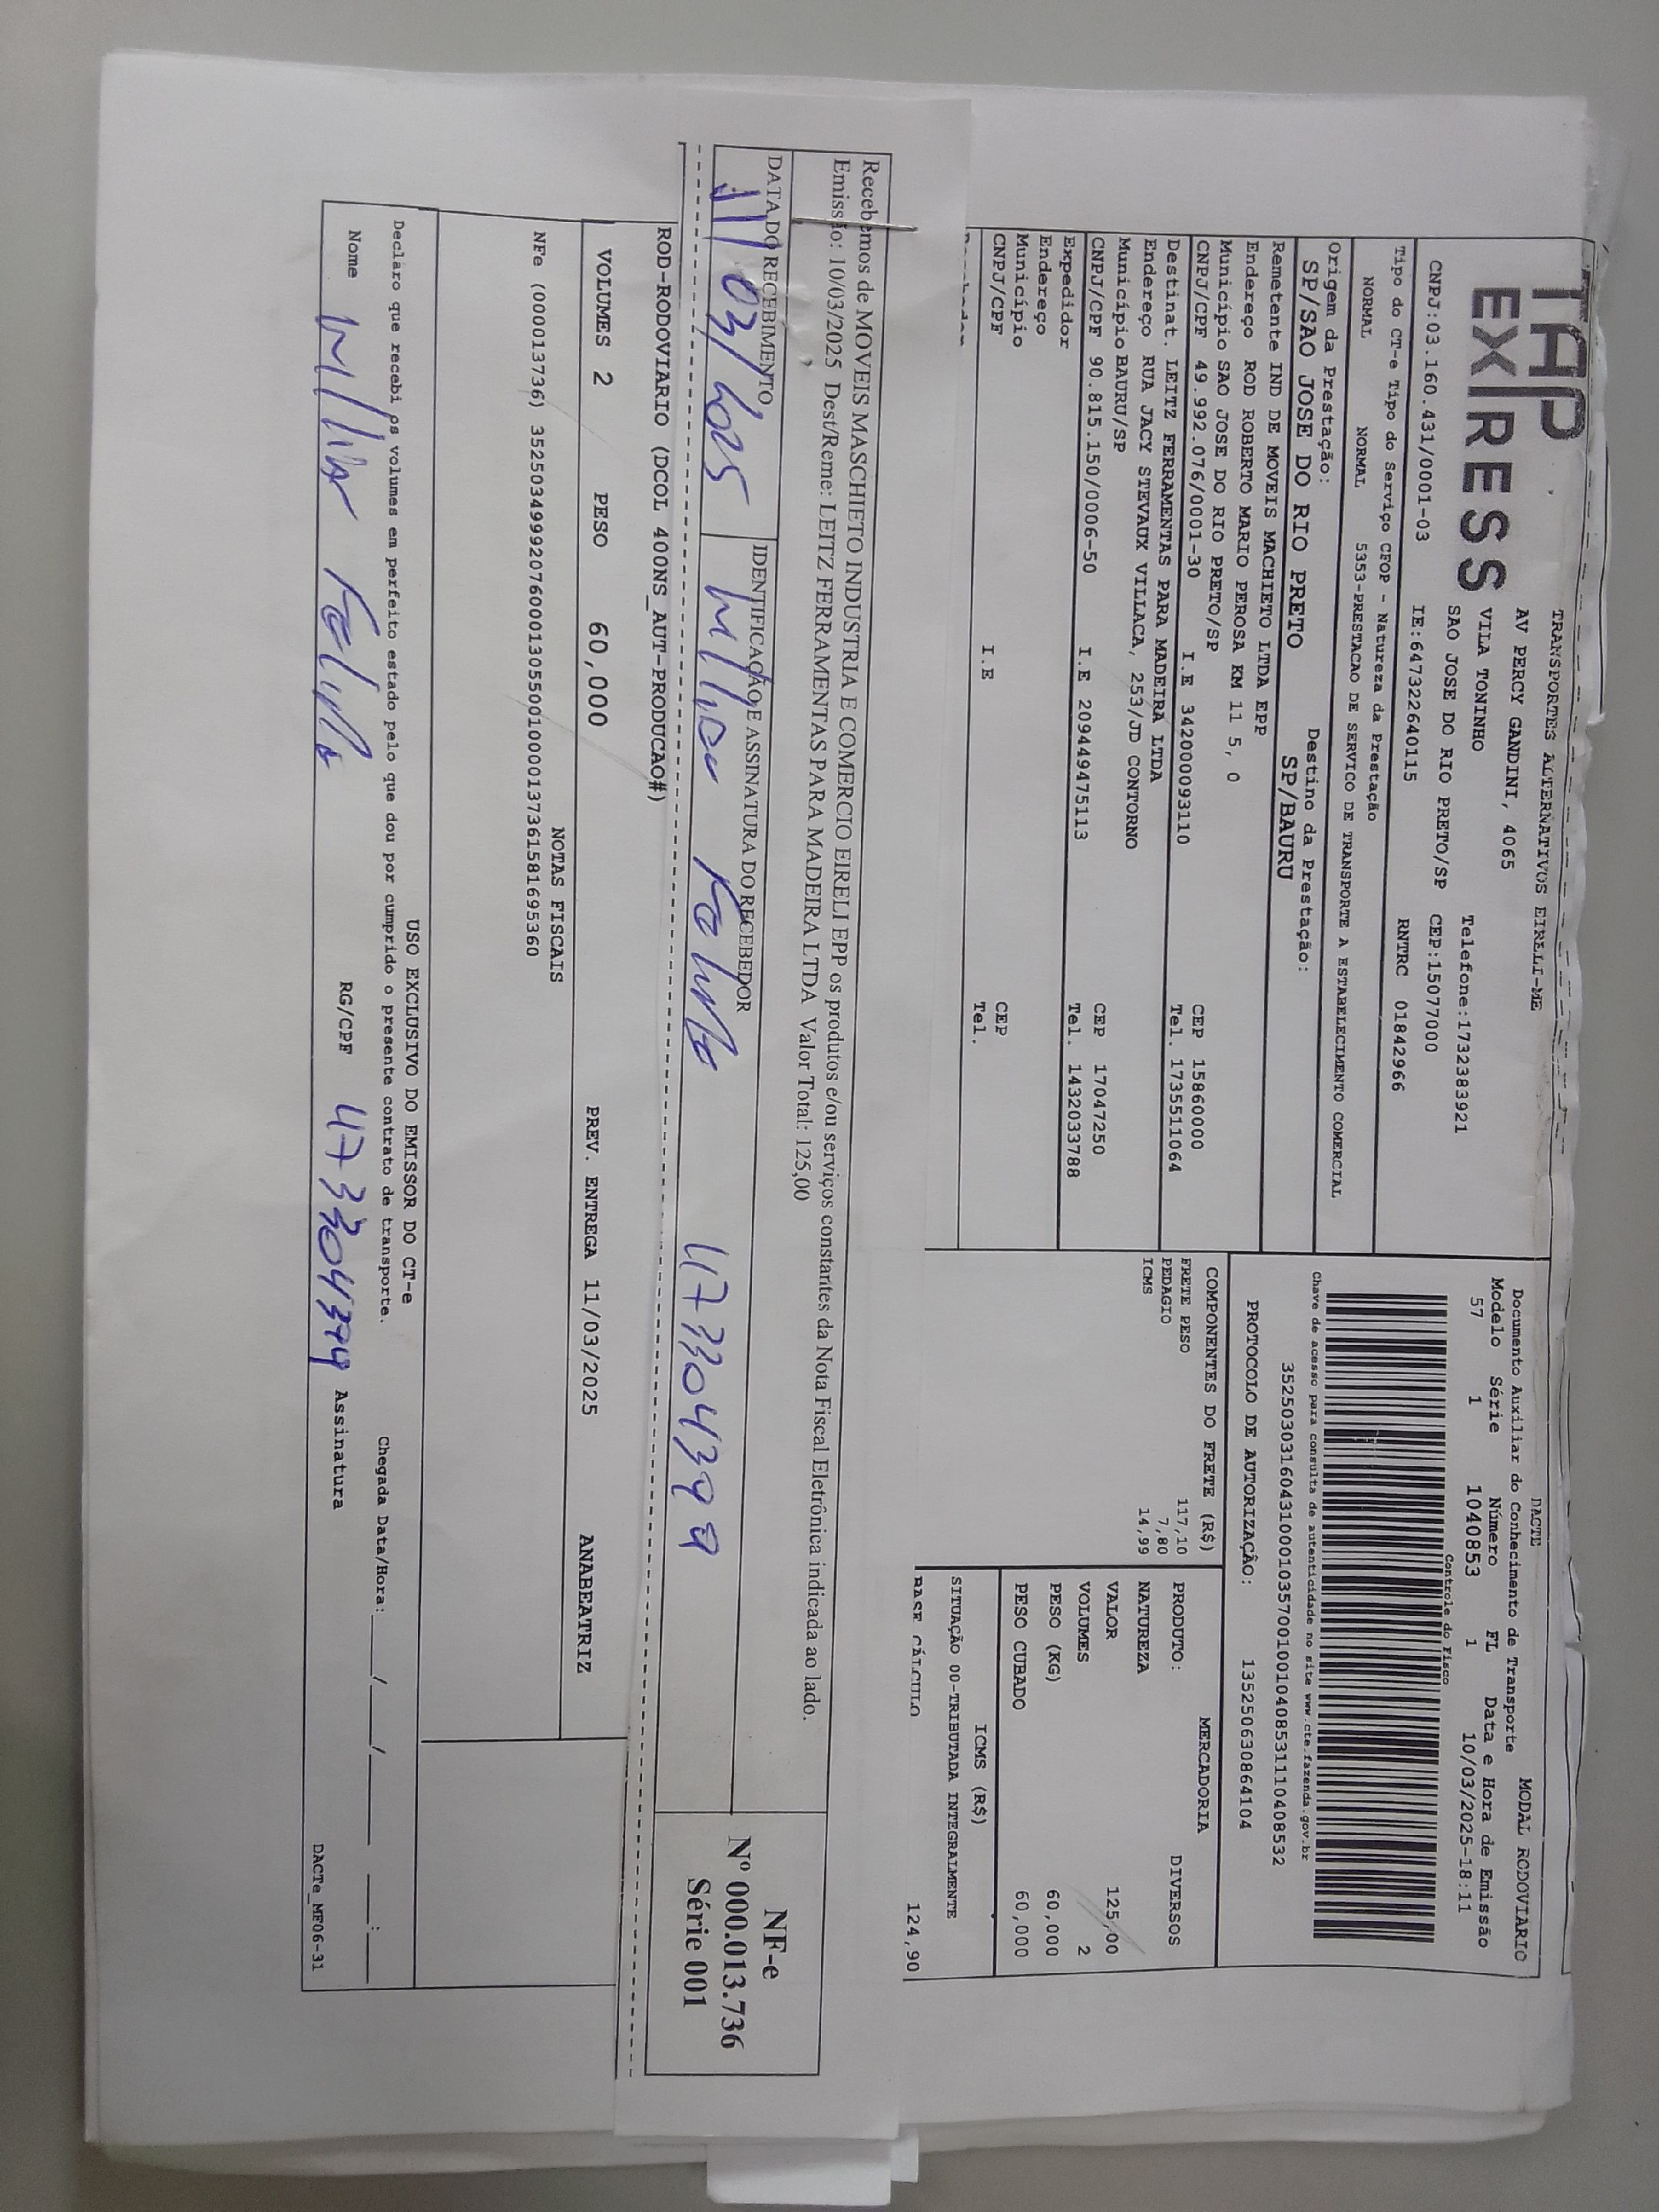 TAP EXPRESS
TRANSPORTES ALTERNATIVOS EIRELI-ME
AV PERCY GANDINI, 4065
VILA TONINHO
Telefone:1732383921
SAO JOSE DO RIO PRETO/SP
CEP:15077000
CNPJ:03.160.431/0001-03
IE:647322640115
RNTRC 01842966
Tipo do CT-e Tipo do Serviço CFOP - Natureza da Prestação
NORMAL NORMAL 5353-PRESTACAO DE SERVICO DE TRANSPORTE A ESTABELECIMENTO COMERCIAL
Origem da Prestação: Destino da Prestação:
SP/SAO JOSE DO RIO PRETO SP/BAURU
Remetente IND DE MOVEIS MACHIETO LTDA EPP
Endereço ROD ROBERTO MARIO PEROSA KM 11 5, 0
Município SAO JOSE DO RIO PRETO/SP CEP 15860000
CNPJ/CPF 49.992.076/0001-30 I.E 342000093110 Tel. 1735511064
Destinat. LEITZ FERRAMENTAS PARA MADEIRA LTDA
Endereço RUA JACY STEVAUX VILLACA, 253/JD CONTORNO
Município BAURU/SP CEP 17047250
CNPJ/CPF 90.815.150/0006-50 I.E 209449475113 Tel. 1432033788
Expedidor
Endereço
Município CEP
CNPJ/CPF I.E Tel.
DACTE MODAL RODOVIARIO
Documento Auxiliar do Conhecimento de Transporte
Modelo Série Número FL Data e Hora de Emissão
57 1 1040853 1 10/03/2025-18:11
Controle do Fisco
Chave de acesso para consulta de autenticidade no site www.cte.fazenda.gov.br
35250303160431000103570010010408531110408532
PROTOCOLO DE AUTORIZAÇÃO: 135250630864104
COMPONENTES DO FRETE (R$)
FRETE PESO 117,10
PEDAGIO 7,80
ICMS 14,99
MERCADORIA
PRODUTO: DIVERSOS
NATUREZA
VALOR 125,00
VOLUMES 2
PESO (KG) 60,000
PESO CUBADO 60,000
ICMS (R$)
SITUAÇÃO 00-TRIBUTADA INTEGRALMENTE
BASE CÁLCULO 124,90
Recebemos de MOVEIS MASCHIETO INDUSTRIA E COMERCIO EIRELI EPP os produtos e/ou serviços constantes da Nota Fiscal Eletrônica indicada ao lado.
Emissão: 10/03/2025 Dest/Reme: LEITZ FERRAMENTAS PARA MADEIRA LTDA Valor Total: 125,00
DATA DO RECEBIMENTO IDENTIFICAÇÃO E ASSINATURA DO RECEBEDOR
11/03/2025 473304399
NF-e
Nº 000.013.736
Série 001
ROD-RODOVIARIO (DCOL 400NS_AUT-PRODUCAO#)
VOLUMES 2 PESO 60,000 PREV. ENTREGA 11/03/2025 ANABEATRIZ
NOTAS FISCAIS
NFe (000013736) 35250349992076000130550010000137361581695360
USO EXCLUSIVO DO EMISSOR DO CT-e
Declaro que recebi os volumes em perfeito estado pelo que dou por cumprido o presente contrato de transporte. Chegada Data/Hora:___/___/_____ ___:___
Nome RG/CPF 473304399 Assinatura
DACTe_MF06-31